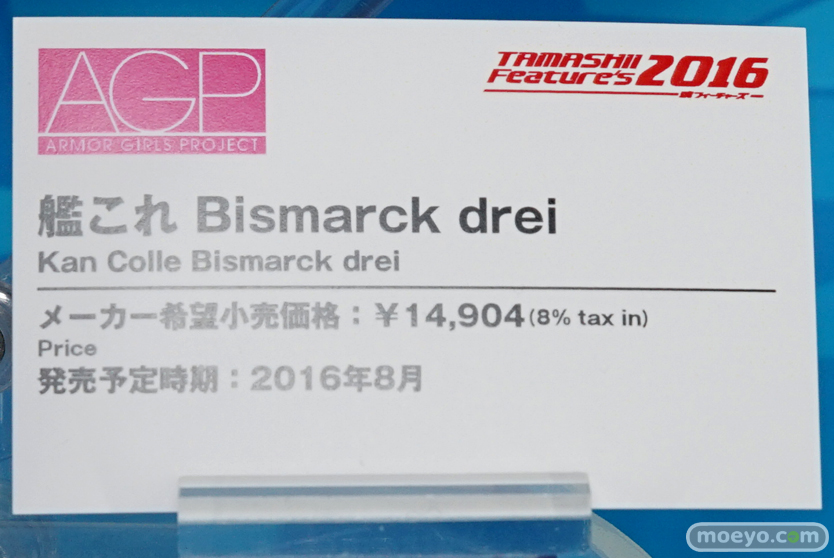 AGP
ARMOR GIRLS PROJECT
TAMASHII
Feature's 2016
魂フィーチャーズ
艦これ Bismarck drei
Kan Colle Bismarck drei
メーカー希望小売価格：￥14,904(8% tax in)
Price
発売予定時期：2016年8月
moeyo.com